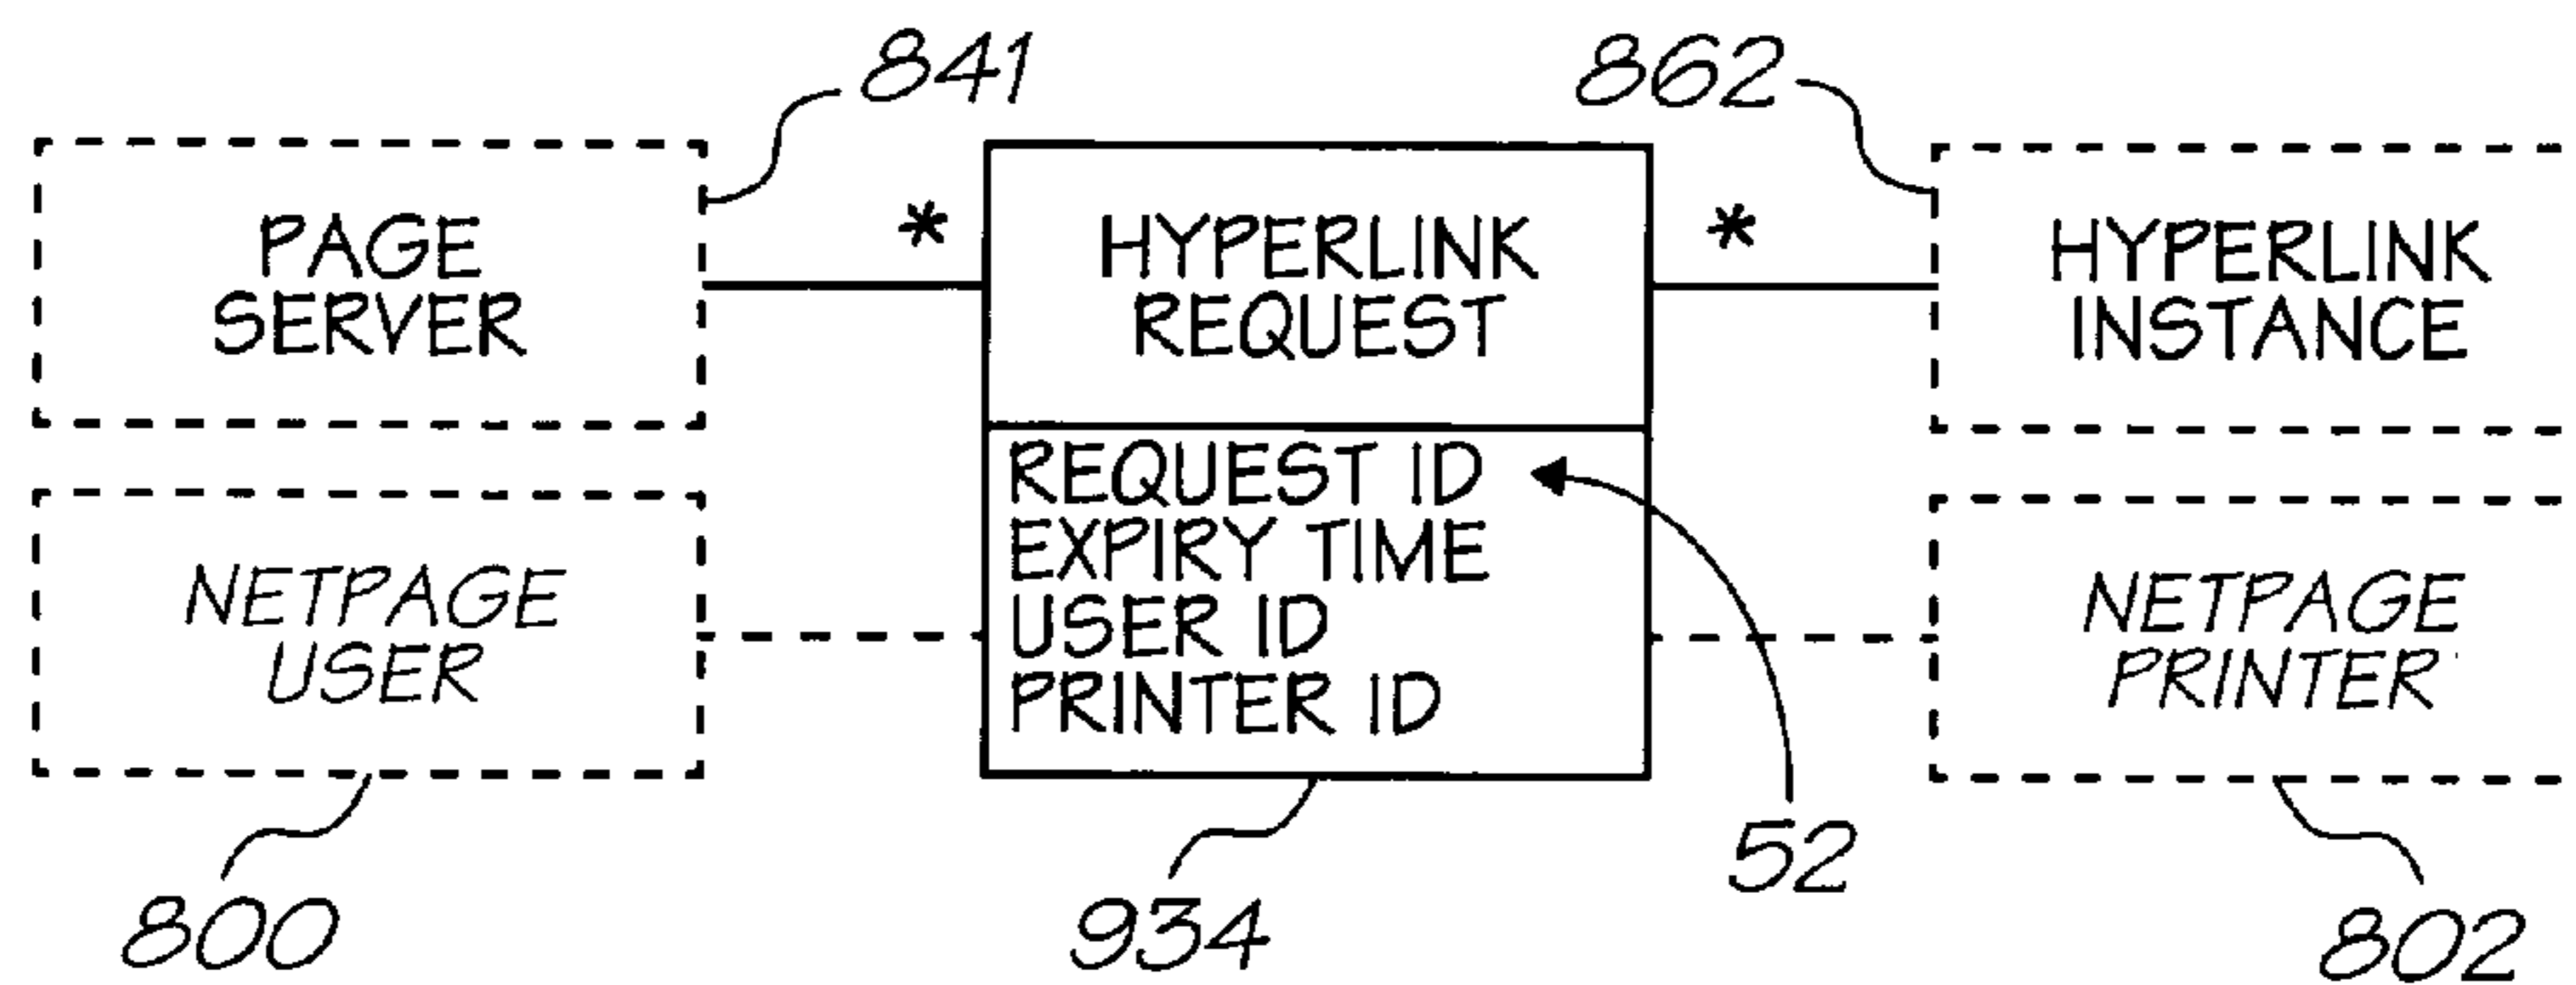 841
862
PAGE
SERVER
*
HYPERLINK
REQUEST
*
HYPERLINK
INSTANCE
REQUEST ID
EXPIRY TIME
USER ID
PRINTER ID
NETPAGE
USER
NETPAGE
PRINTER
52
800
934
802